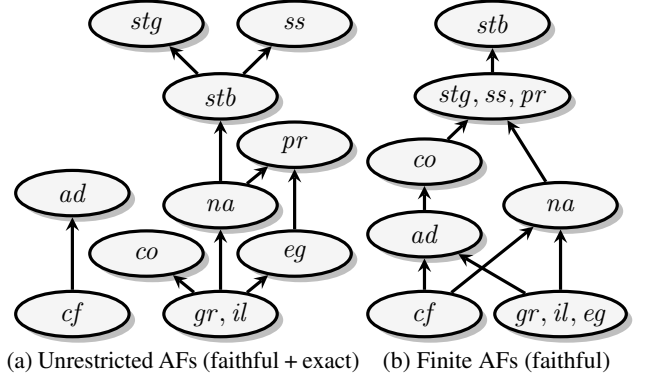 stg ss stb
stb stg, ss, pr
pr
co
ad na na
ad
co eg
cf gr, il cf gr, il, eg
(a) Unrestricted AFs (faithful + exact) (b) Finite AFs (faithful)